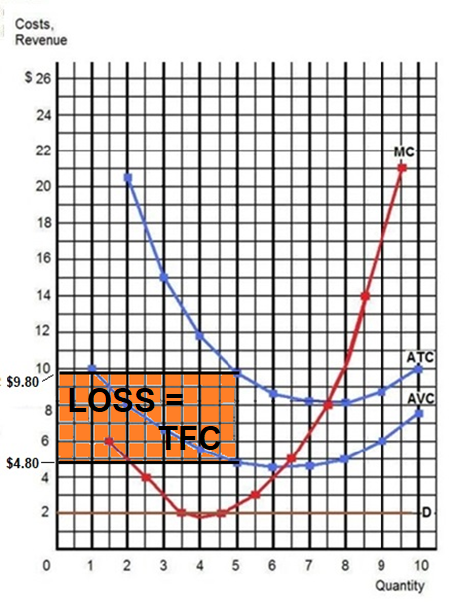 Costs,
Revenue
$ 26
24
22
MC
20
18
16
14
12
ATC
10
$9.80
LOSS =
AVC
8
TFC
6
$4.80
4
2
D
0 1 2 3 4 5 6 7 8 9 10
Quantity